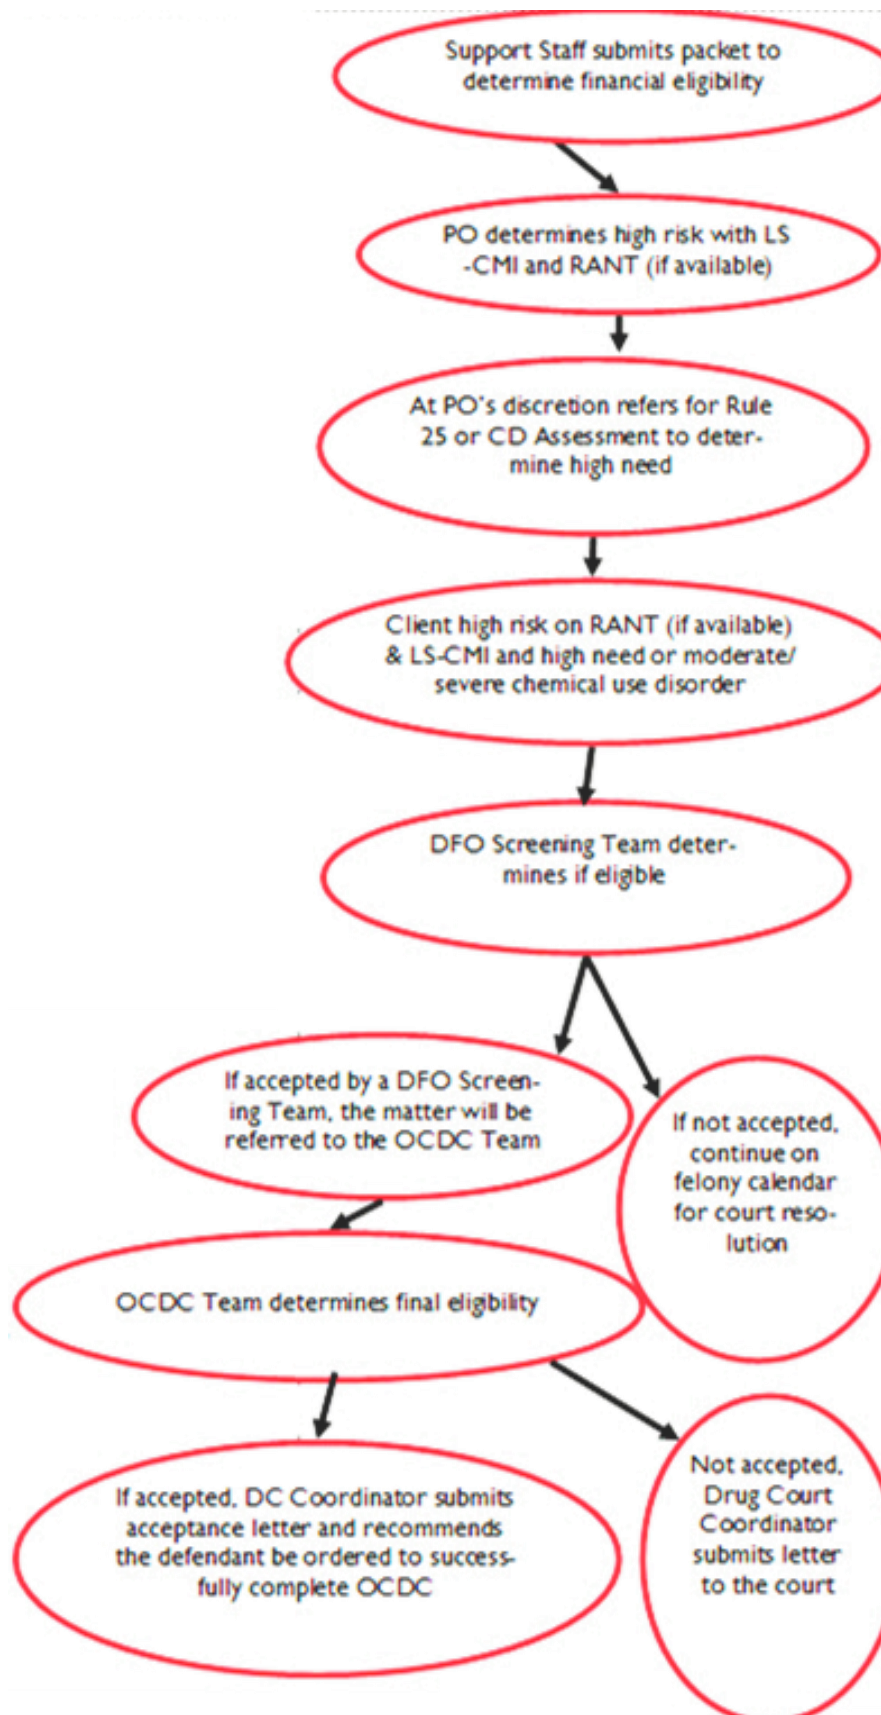 Support Staff submits packet to
determine financial eligibility
PO determines high risk with LS
-CMI and RANT (if available)
At PO's discretion refers for Rule
25 or CD Assessment to deter-
mine high need
Client high risk on RANT (if available)
& LS-CMI and high need or moderate/
severe chemical use disorder
DFO Screening Team deter-
mines if eligible
If accepted by a DFO Screen-
ing Team, the matter will be
referred to the OCDC Team
If not accepted,
continue on
felony calendar
for court reso-
lution
OCDC Team determines final eligibility
If accepted, DC Coordinator submits
acceptance letter and recommends
the defendant be ordered to success-
fully complete OCDC
Not accepted,
Drug Court
Coordinator
submits letter
to the court